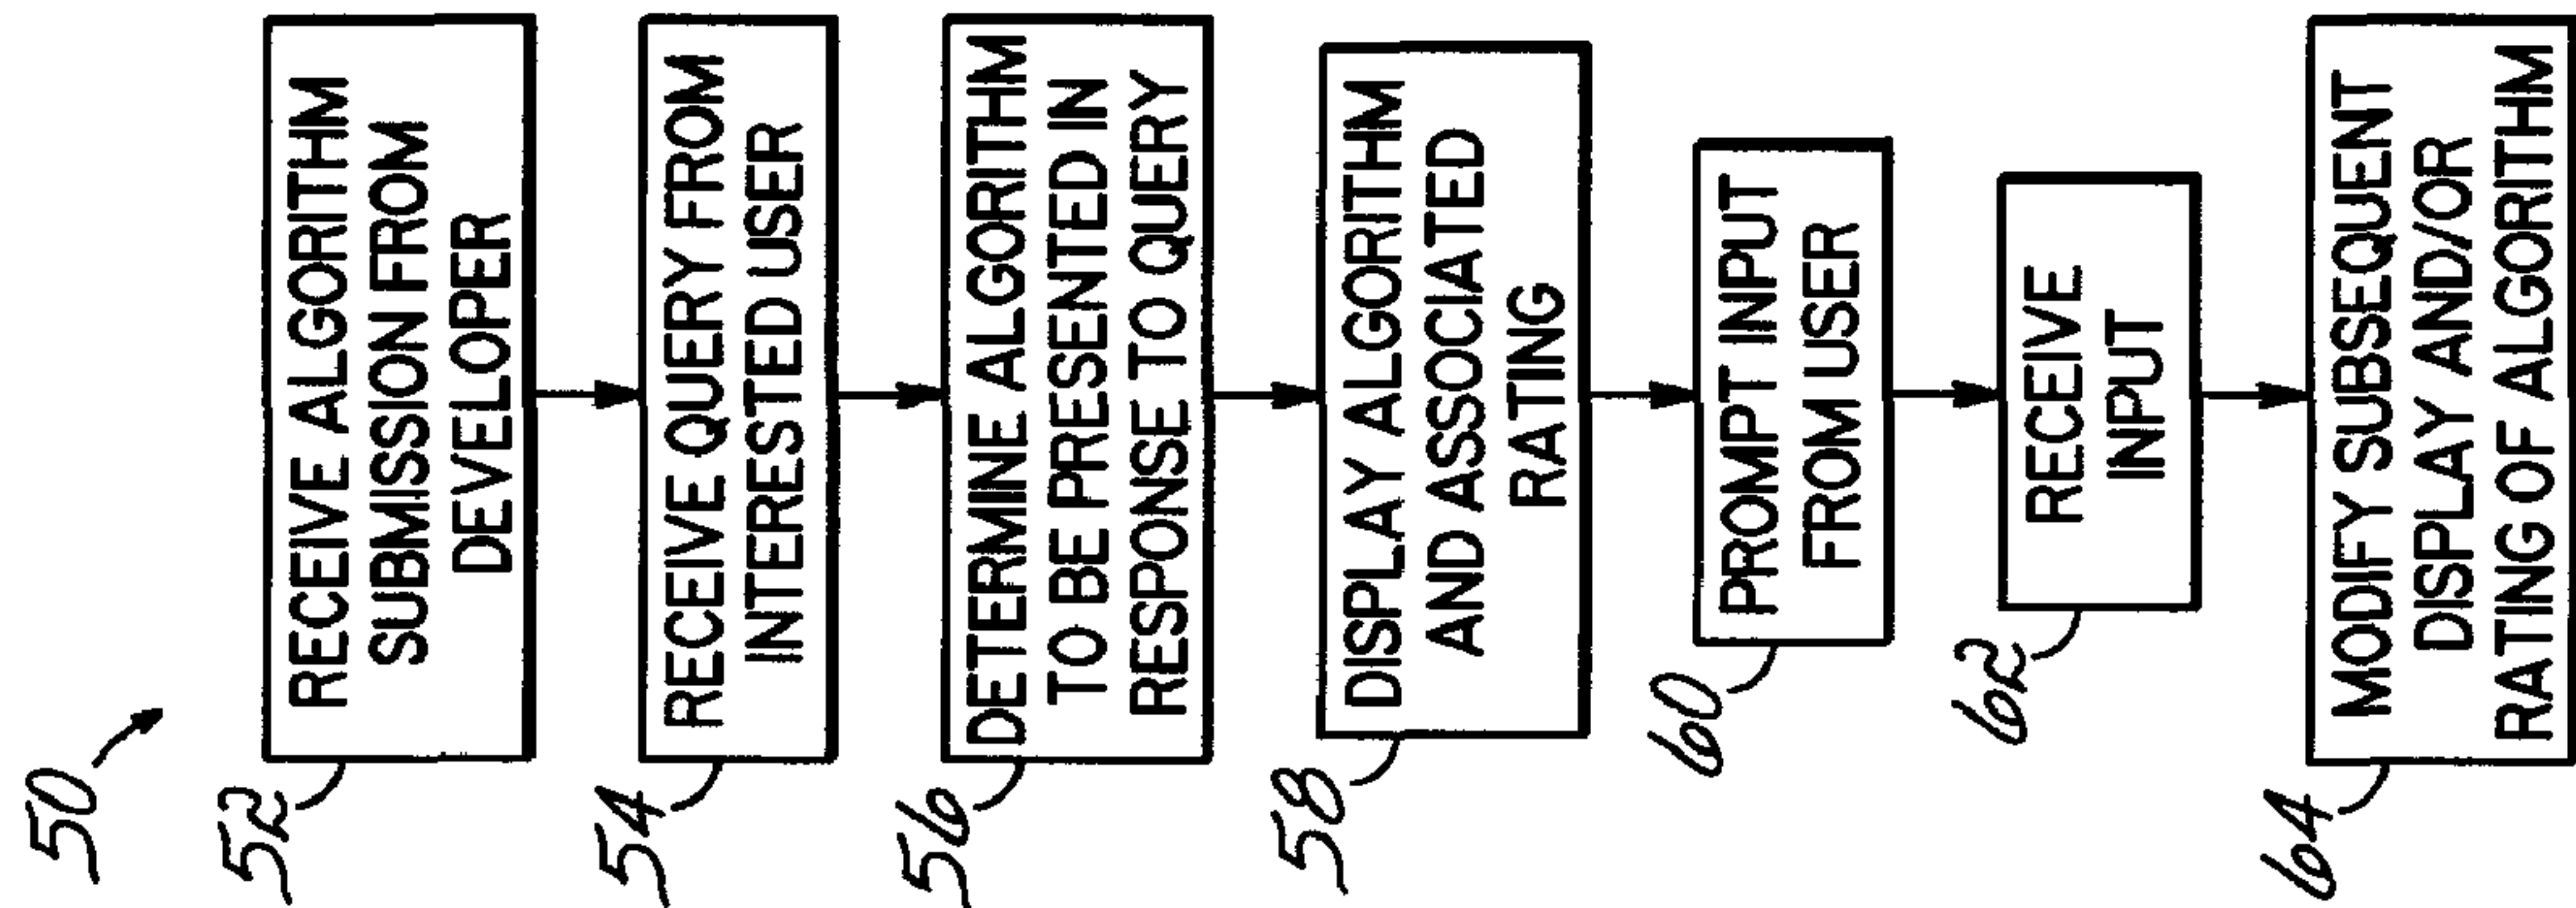 50
52
RECEIVE ALGORITHM
SUBMISSION FROM
DEVELOPER
54
RECEIVE QUERY FROM
INTERESTED USER
56
DETERMINE ALGORITHM
TO BE PRESENTED IN
RESPONSE TO QUERY
58
DISPLAY ALGORITHM
AND ASSOCIATED
RATING
60
PROMPT INPUT
FROM USER
62
RECEIVE
INPUT
64
MODIFY SUBSEQUENT
DISPLAY AND/OR
RATING OF ALGORITHM